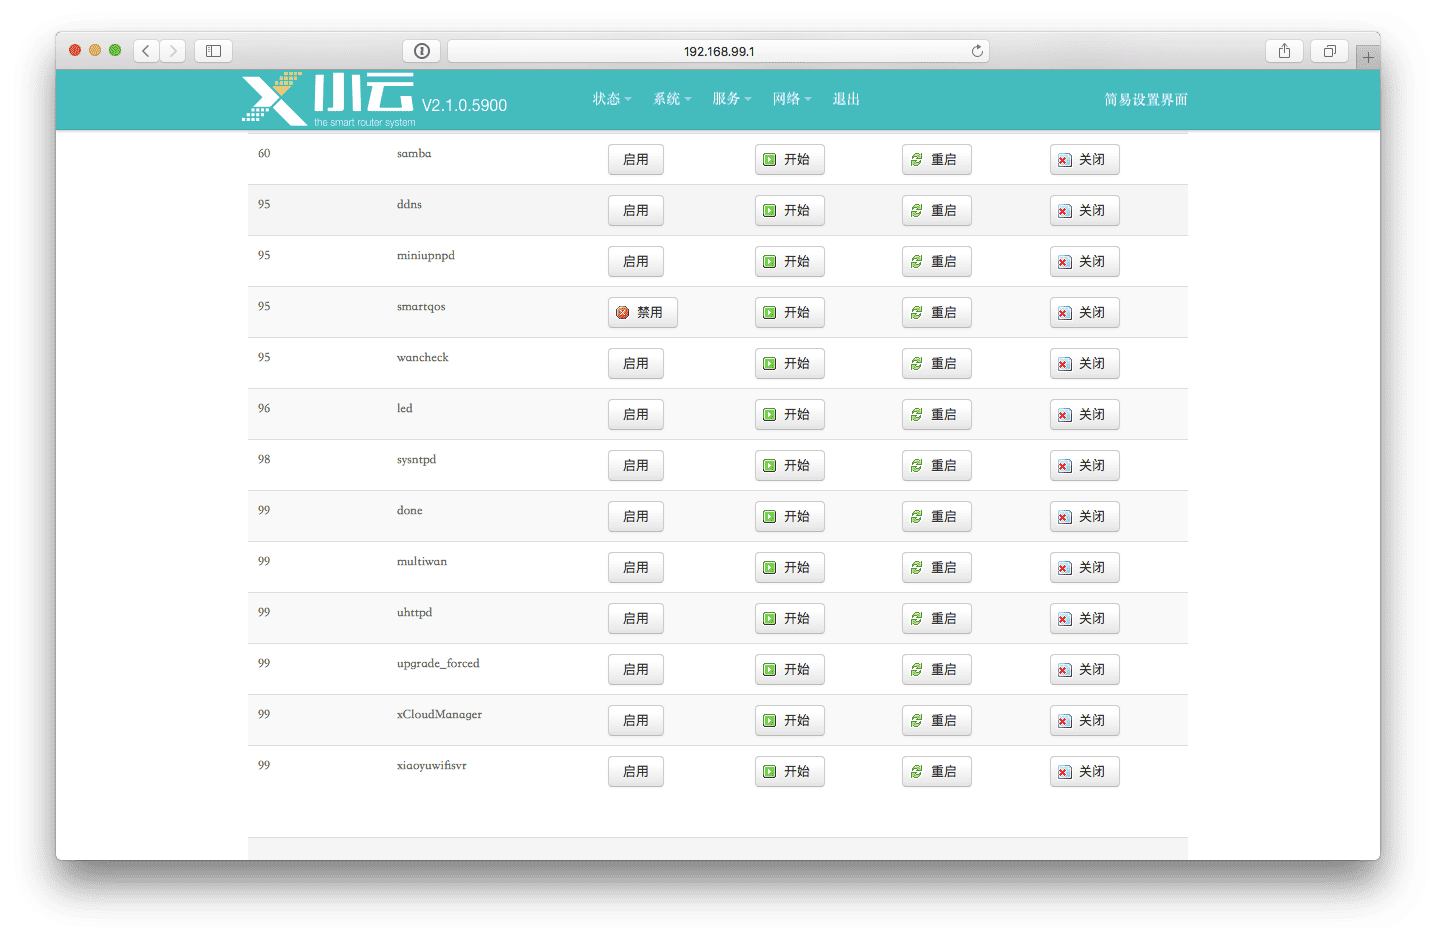 192.168.99.1
小云 V2.1.0.5900
the smart router system
状态 系统 服务 网络 退出 简易设置界面
60 samba 启用 开始 重启 关闭
95 ddns 启用 开始 重启 关闭
95 miniupnpd 启用 开始 重启 关闭
95 smartqos 禁用 开始 重启 关闭
95 wancheck 启用 开始 重启 关闭
96 led 启用 开始 重启 关闭
98 sysntpd 启用 开始 重启 关闭
99 done 启用 开始 重启 关闭
99 multiwan 启用 开始 重启 关闭
99 uhttpd 启用 开始 重启 关闭
99 upgrade_forced 启用 开始 重启 关闭
99 xCloudManager 启用 开始 重启 关闭
99 xiaoyuwifisvr 启用 开始 重启 关闭